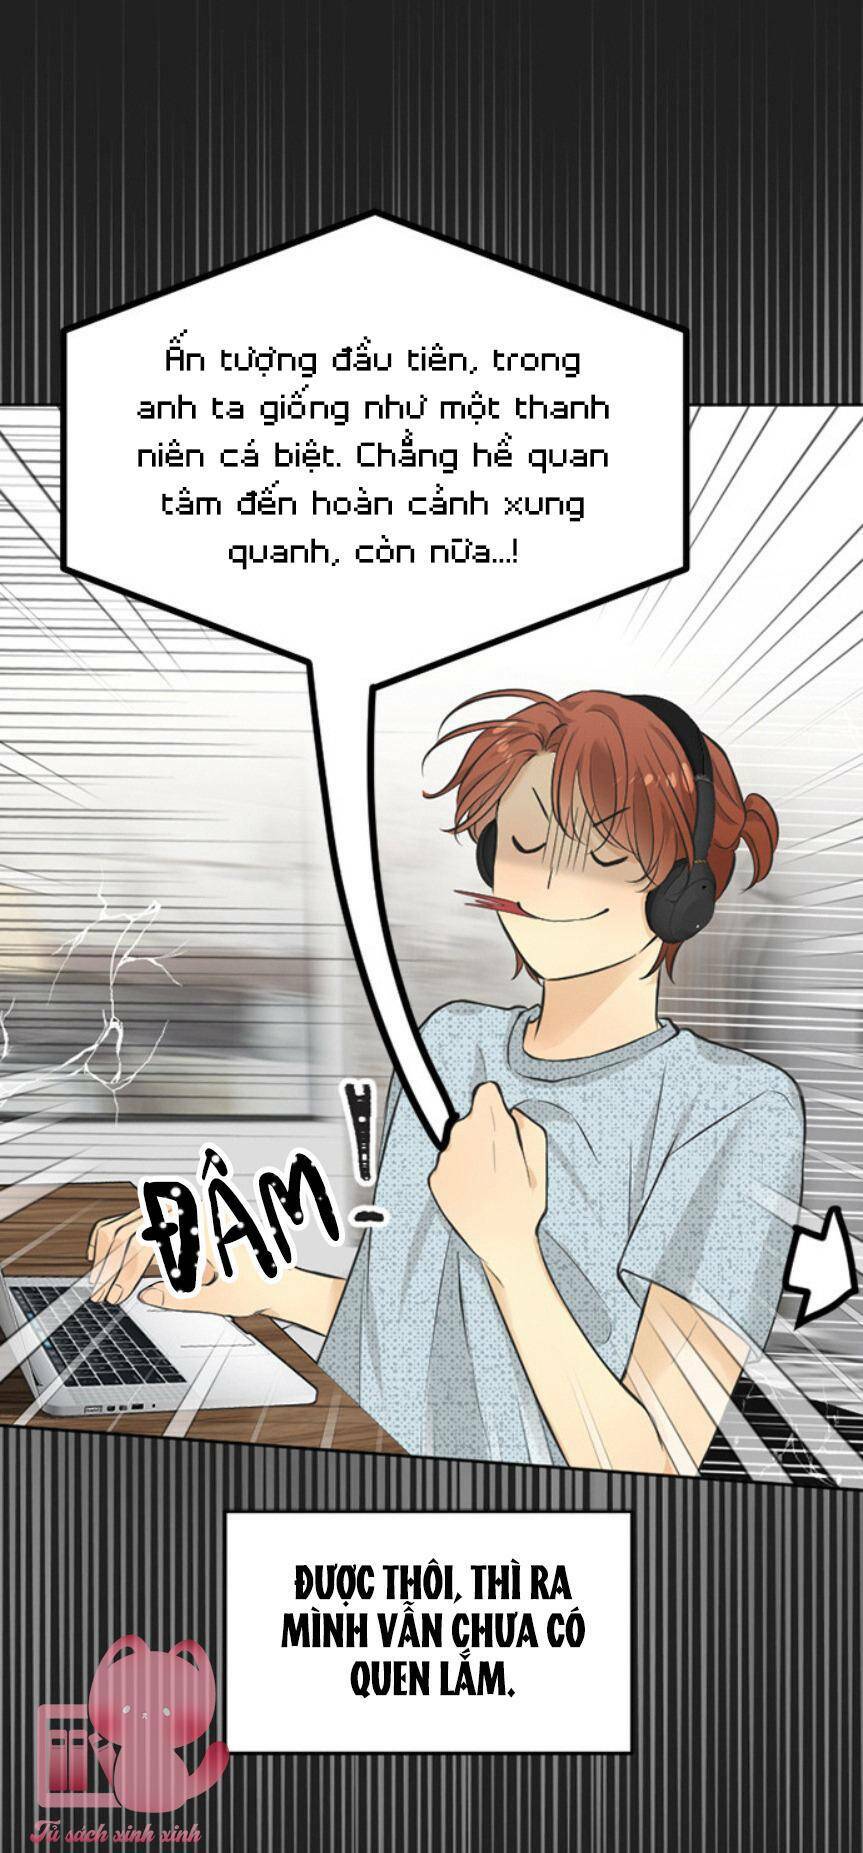 Ấn tượng đầu tiên, trong
anh ta giống như một thanh
niên cá biệt. Chẳng hề quan
tâm đến hoàn cảnh xung
quanh, còn nữa...!
ĐÂM!
ĐƯỢC THÔI, THÌ RA
MÌNH VẪN CHƯA CÓ
QUEN LẮM.
Tủ sách xinh xinh